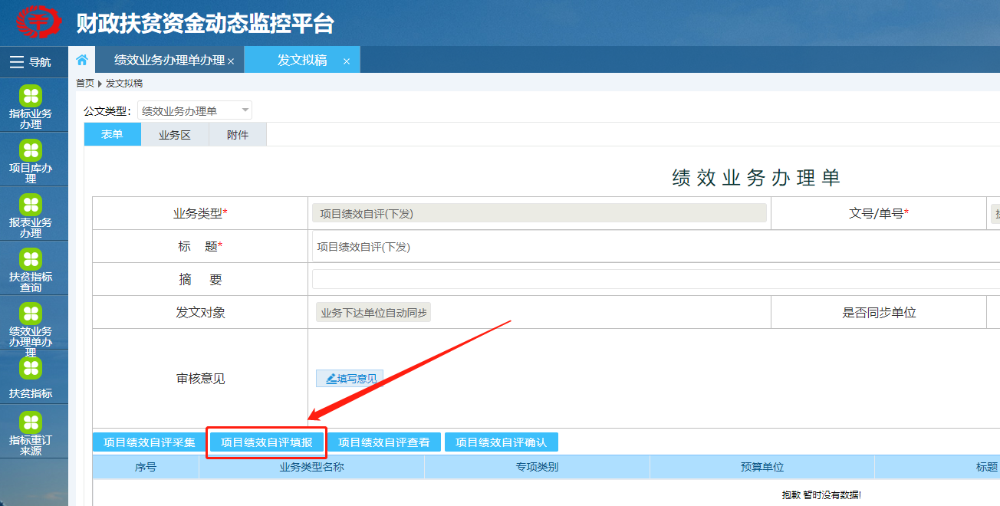 财政扶贫资金动态监控平台
导航
绩效业务办理单办理 ×
发文拟稿 ×
首页 发文拟稿
指标业务
办理
项目库办
理
报表业务
办理
扶贫指标
查询
绩效业务
办理单办
理
扶贫指标
指标重订
来源
公文类型: 绩效业务办理单
表单 业务区 附件
绩效业务办理单
业务类型* 项目绩效自评(下发) 文号/单号*
标 题* 项目绩效自评(下发)
摘 要
发文对象 业务下达单位自动同步 是否同步单位
审核意见 填写意见
项目绩效自评采集 项目绩效自评填报 项目绩效自评查看 项目绩效自评确认
序号 业务类型名称 专项类别 预算单位 标题
抱歉 暂时没有数据!